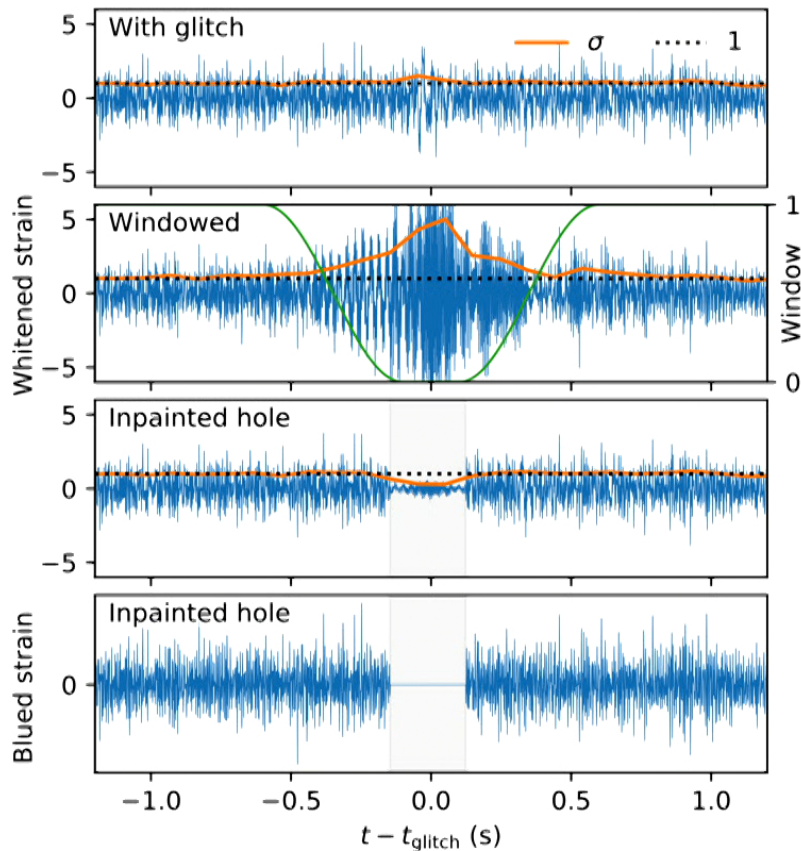 With glitch
σ 1
5
0
−5
Windowed
5
0
−5
1
0
Whitened strain
Window
Inpainted hole
5
0
−5
Inpainted hole
0
Blued strain
−1.0 −0.5 0.0 0.5 1.0
t − t_glitch (s)